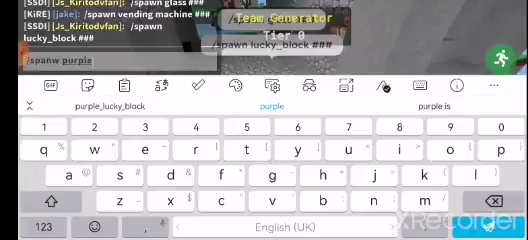 [SSDI] [Js_Kiritodvfan]: /spawn glass ###
[KiRE] [jake]: /spawn vending machine ###
[SSDI] [Js_Kiritodvfan]: /spawn
lucky_block ###
/spawn lucky_block ###
Team Generator
Tier 0
/spanw purple
GIF
purple_lucky_block purple purple is
1 2 3 4 5 6 7 8 9 0
q w e r t y u i o p
a s d f g h j k l
z x c v b n m
123 , English (UK) .
XRecorder